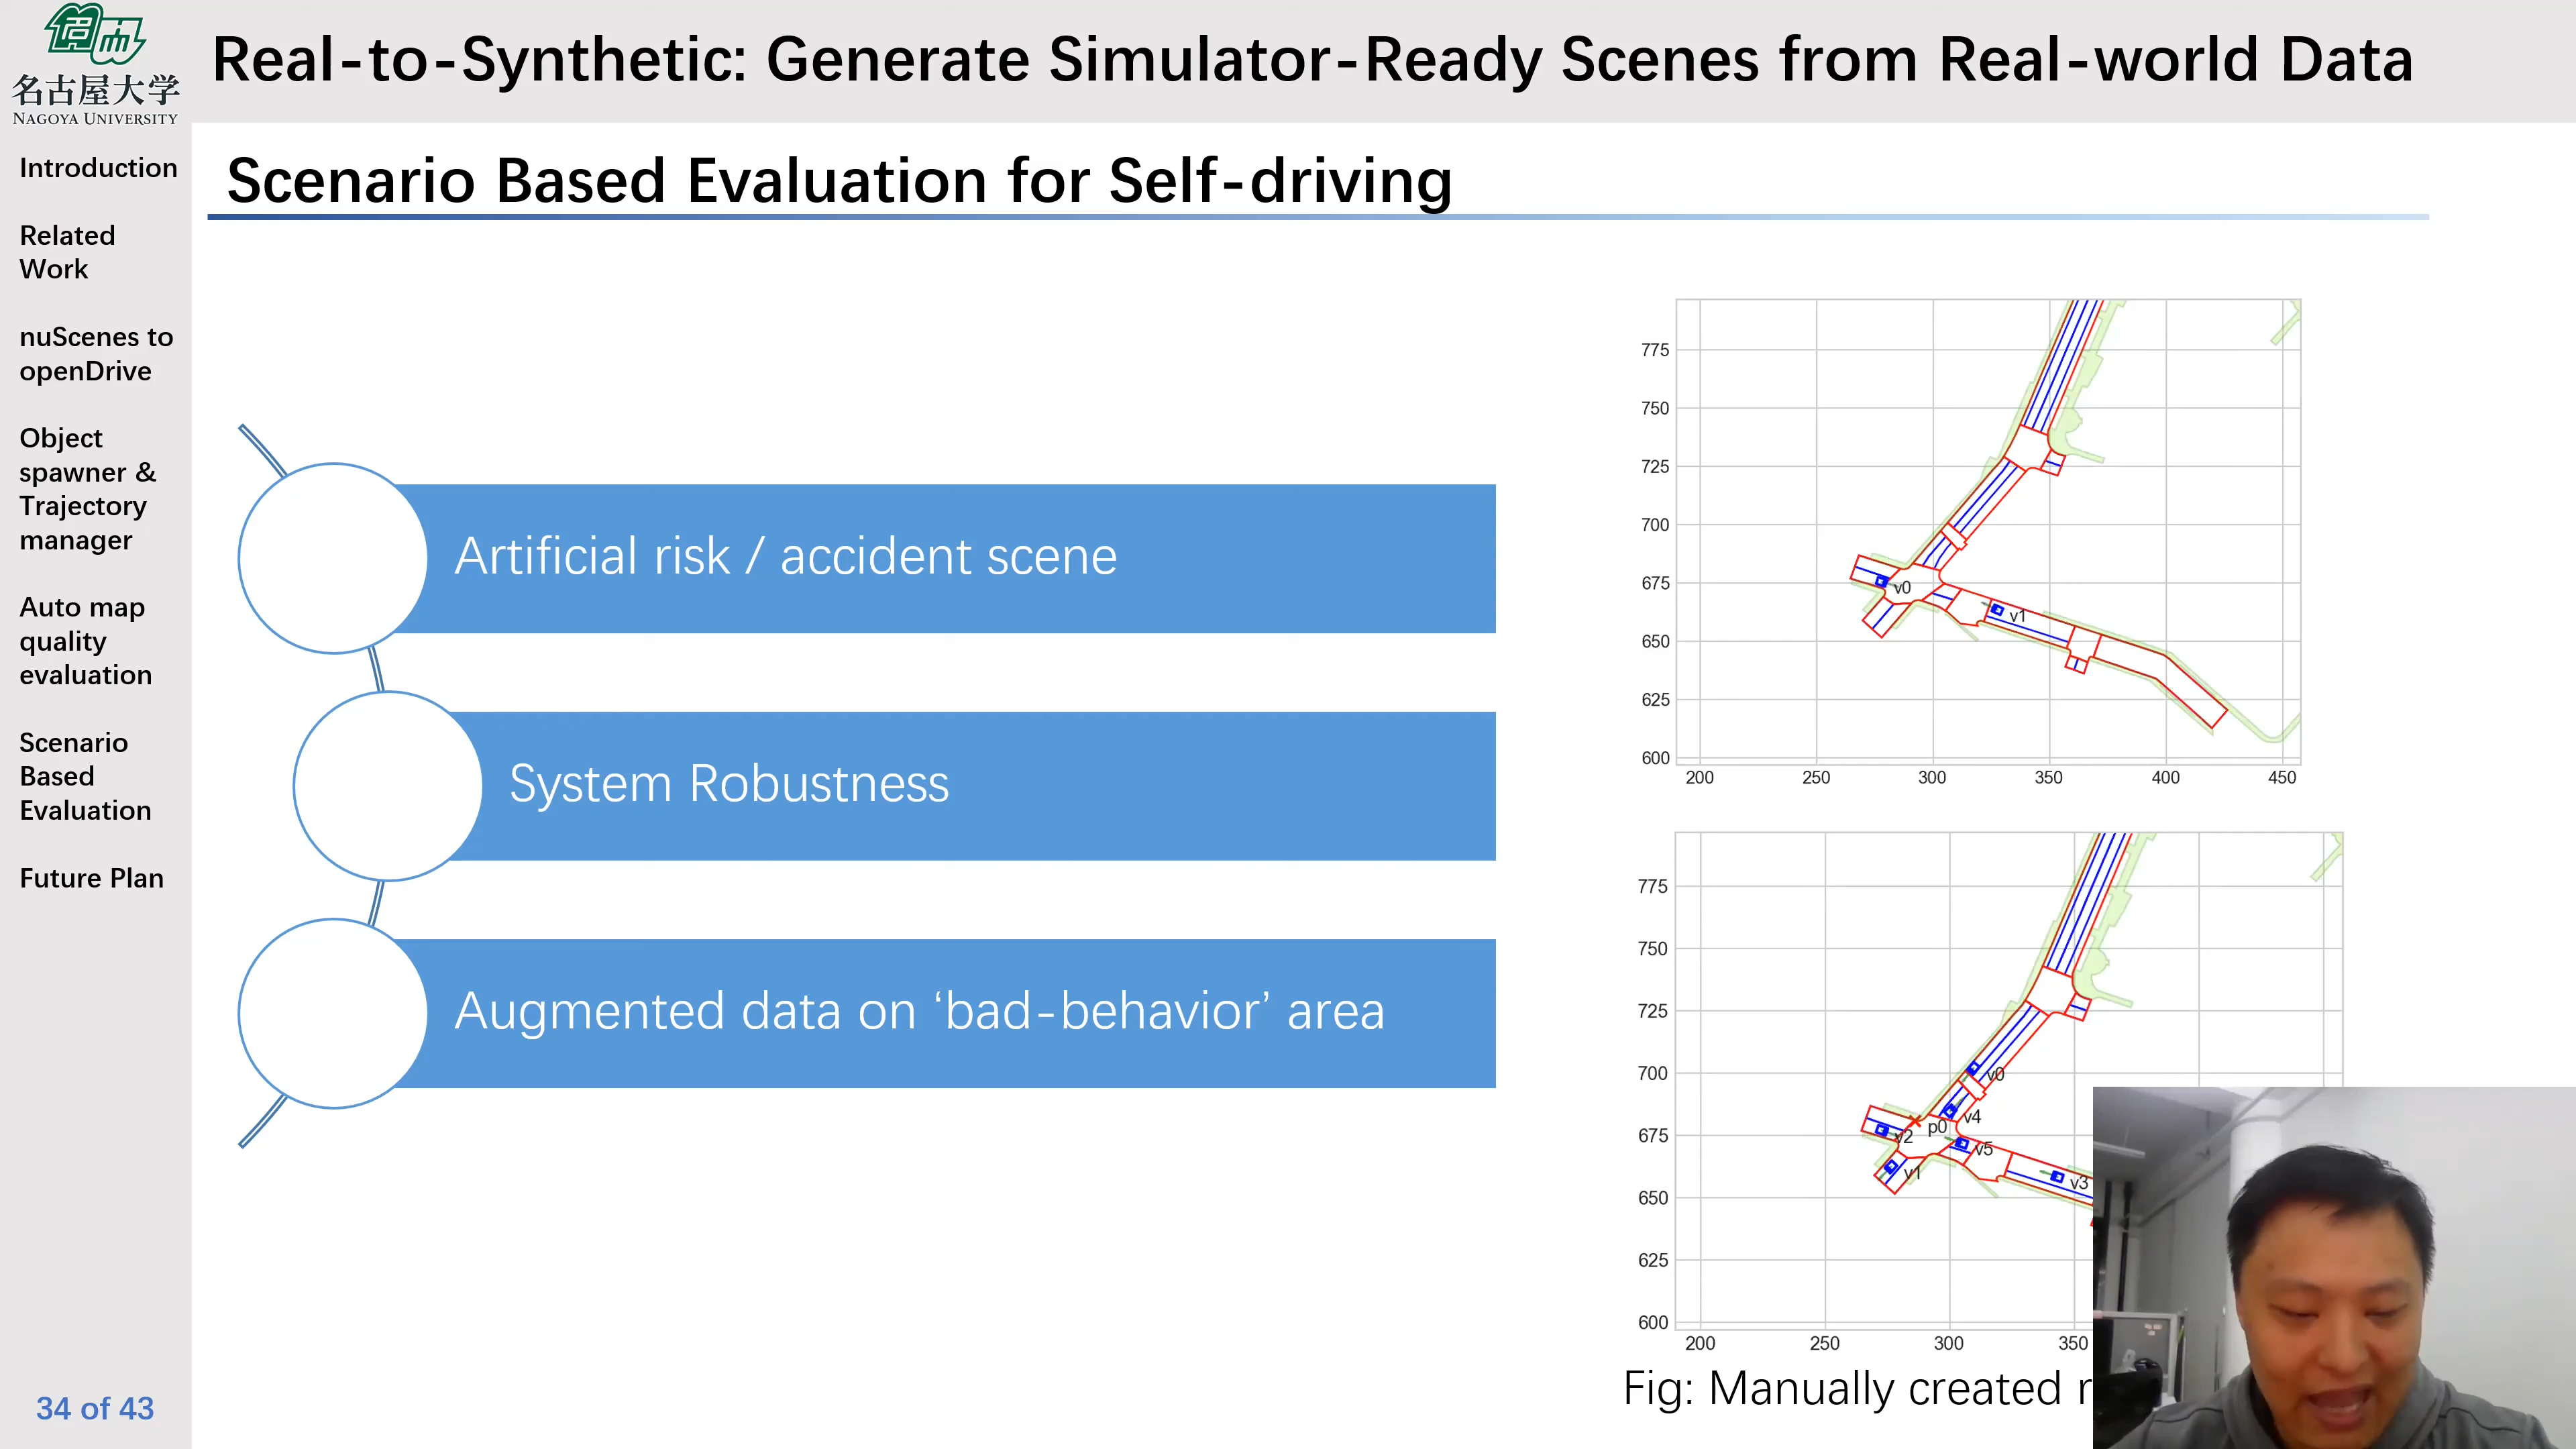 名古屋大学
NAGOYA UNIVERSITY
Real-to-Synthetic: Generate Simulator-Ready Scenes from Real-world Data
Introduction
Related
Work
nuScenes to
openDrive
Object
spawner &
Trajectory
manager
Auto map
quality
evaluation
Scenario
Based
Evaluation
Future Plan
34 of 43
Scenario Based Evaluation for Self-driving
Artificial risk / accident scene
System Robustness
Augmented data on ‘bad-behavior’ area
775
750
725
700
675
650
625
600
200 250 300 350 400 450
v0
v1
775
750
725
700
675
650
625
600
200 250 300 350
v0
v4
p0
v2
v5
v1
v3
Fig: Manually created